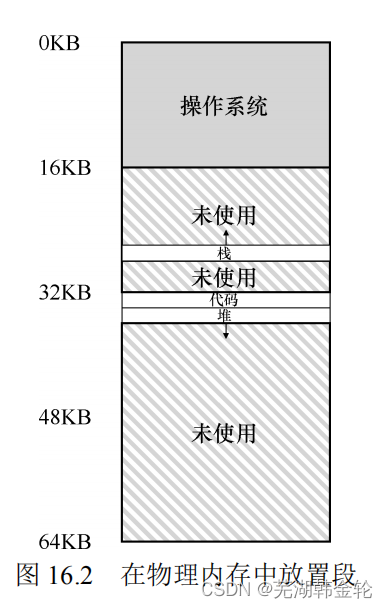 0KB
操作系统
16KB
未使用
栈
未使用
32KB
代码
堆
48KB
未使用
64KB
图 16.2 在物理内存中放置段
CSDN @芜湖韩金轮